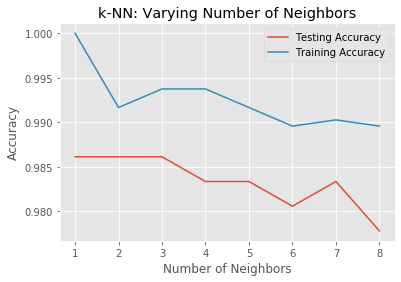 k-NN: Varying Number of Neighbors
Testing Accuracy
Training Accuracy
1.000
0.995
0.990
0.985
0.980
Accuracy
1 2 3 4 5 6 7 8
Number of Neighbors